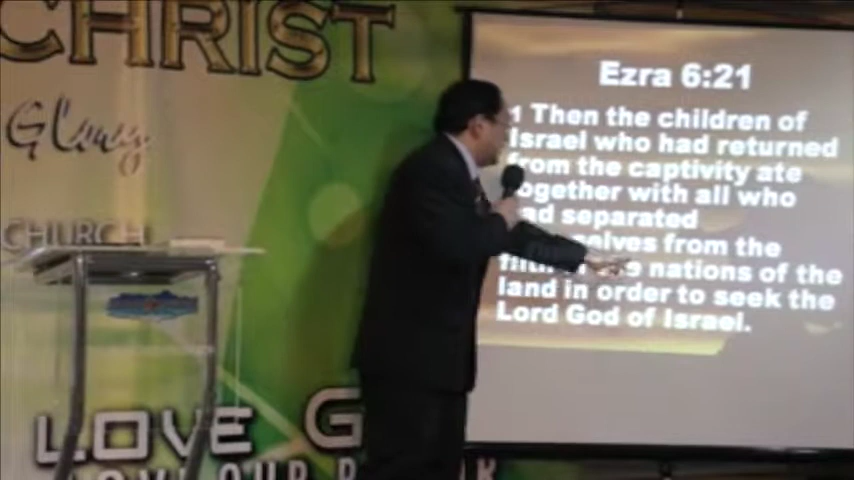 CHRIST
Glory
CHURCH
LOVE G
LOVE OUR
Ezra 6:21
1 Then the children of
Israel who had returned
from the captivity ate
together with all who
had separated
from the
nations of the
land in order to seek the
Lord God of Israel.